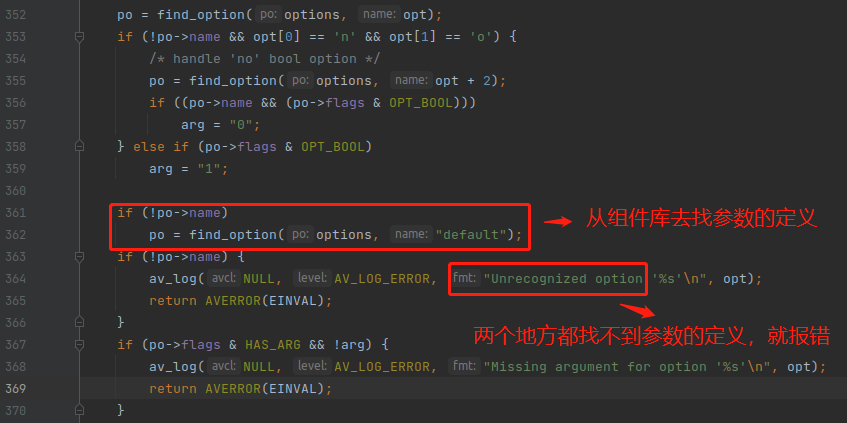 352 po = find_option( po: options, name: opt);
353 if (!po->name && opt[0] == 'n' && opt[1] == 'o') {
354 /* handle 'no' bool option */
355 po = find_option( po: options, name: opt + 2);
356 if ((po->name && (po->flags & OPT_BOOL)))
357 arg = "0";
358 } else if (po->flags & OPT_BOOL)
359 arg = "1";
360
361 if (!po->name)
362 po = find_option( po: options, name: "default");
从组件库去找参数的定义
363 if (!po->name) {
364 av_log( avcl: NULL, level: AV_LOG_ERROR, fmt: "Unrecognized option '%s'\n", opt);
365 return AVERROR(EINVAL);
366 }
两个地方都找不到参数的定义，就报错
367 if (po->flags & HAS_ARG && !arg) {
368 av_log( avcl: NULL, level: AV_LOG_ERROR, fmt: "Missing argument for option '%s'\n", opt);
369 return AVERROR(EINVAL);
370 }